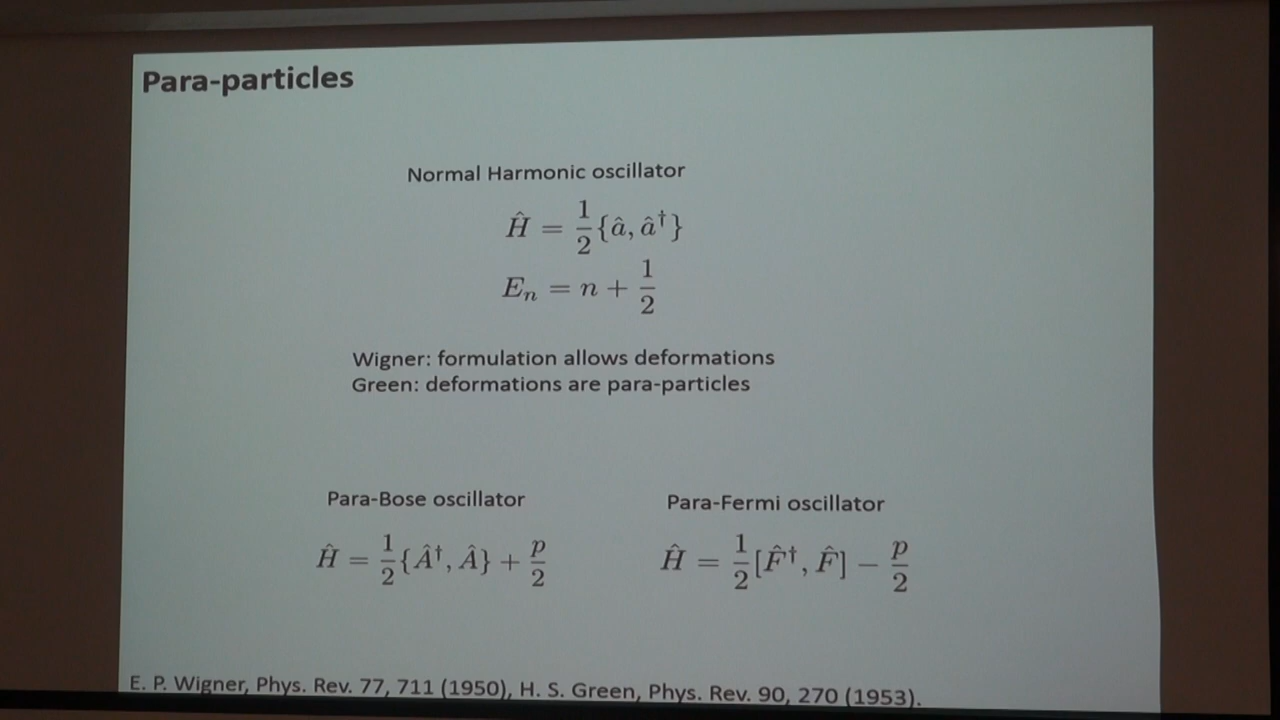 Para-particles
Normal Harmonic oscillator
Ĥ = 1/2 {â, â†}
Eₙ = n + 1/2
Wigner: formulation allows deformations
Green: deformations are para-particles
Para-Bose oscillator
Para-Fermi oscillator
Ĥ = 1/2 {Â†, Â} + p/2
Ĥ = 1/2 [F̂†, F̂] − p/2
E. P. Wigner, Phys. Rev. 77, 711 (1950), H. S. Green, Phys. Rev. 90, 270 (1953).